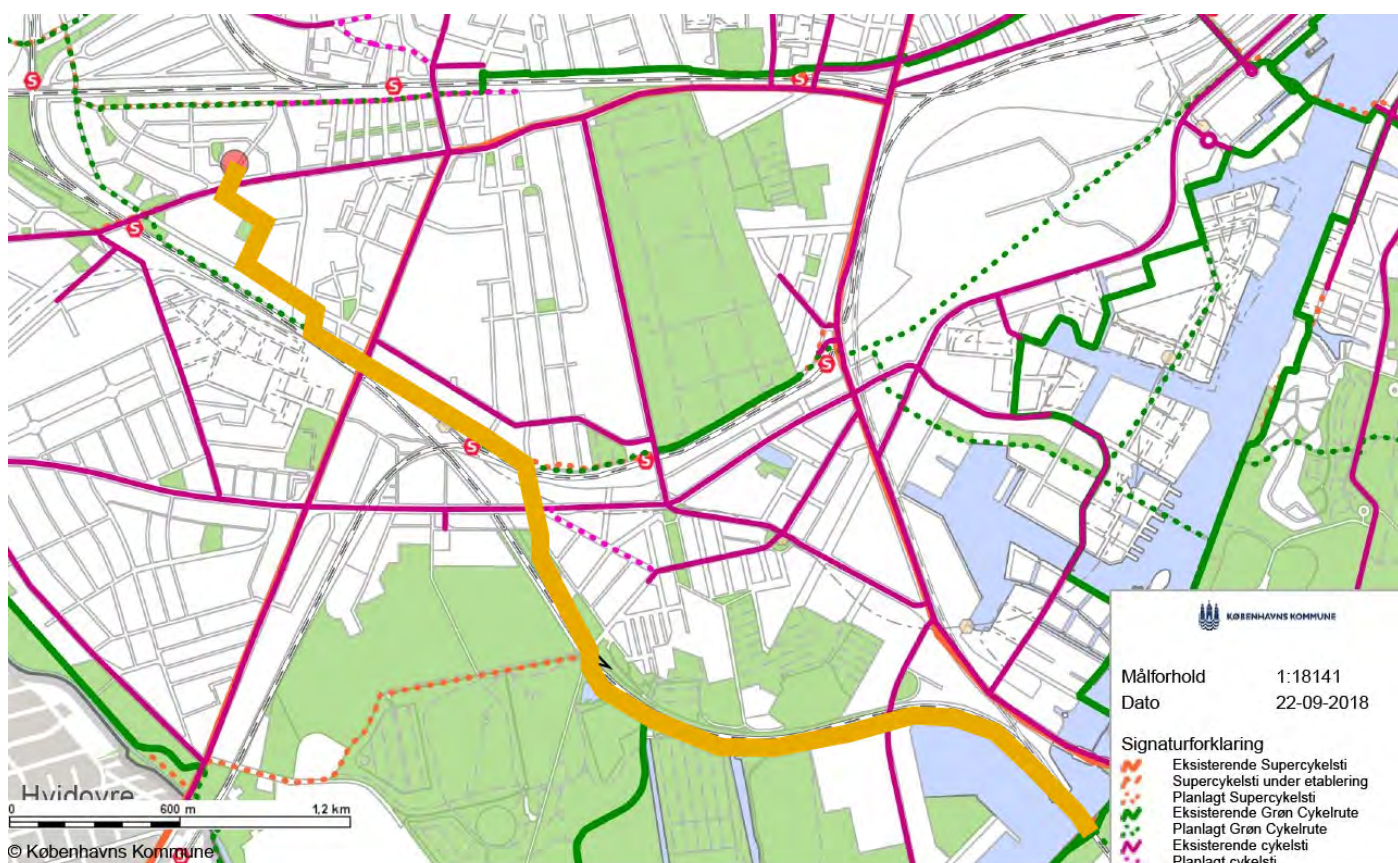 S
S
S
S
S
S
S
KØBENHAVNS KOMMUNE
Målforhold 1:18141
Dato 22-09-2018
Signaturforklaring
Eksisterende Supercykelsti
Supercykelsti under etablering
Planlagt Supercykelsti
Eksisterende Grøn Cykelrute
Planlagt Grøn Cykelrute
Eksisterende cykelsti
Planlagt cykelsti
Hvidovre
0 600 m 1,2 km
© Københavns Kommune